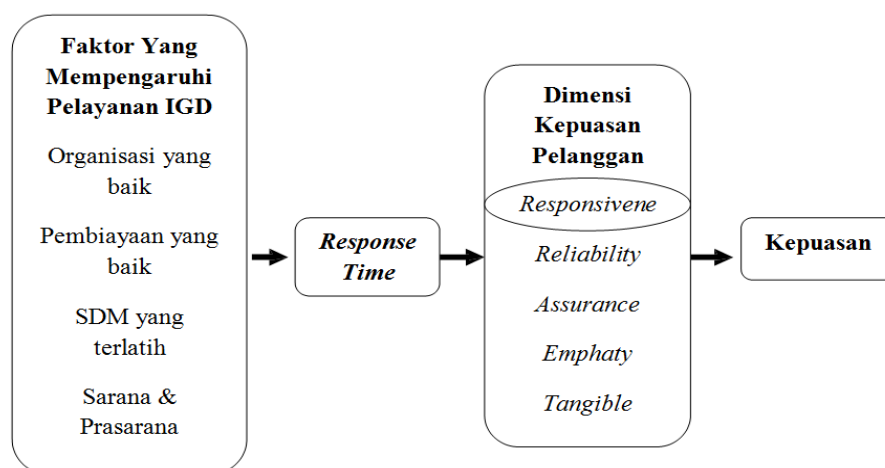 Faktor Yang
Mempengaruhi
Pelayanan IGD
Organisasi yang
baik
Pembiayaan yang
baik
SDM yang
terlatih
Sarana &
Prasarana
Response
Time
Dimensi
Kepuasan
Pelanggan
Responsivene
Reliability
Assurance
Emphaty
Tangible
Kepuasan